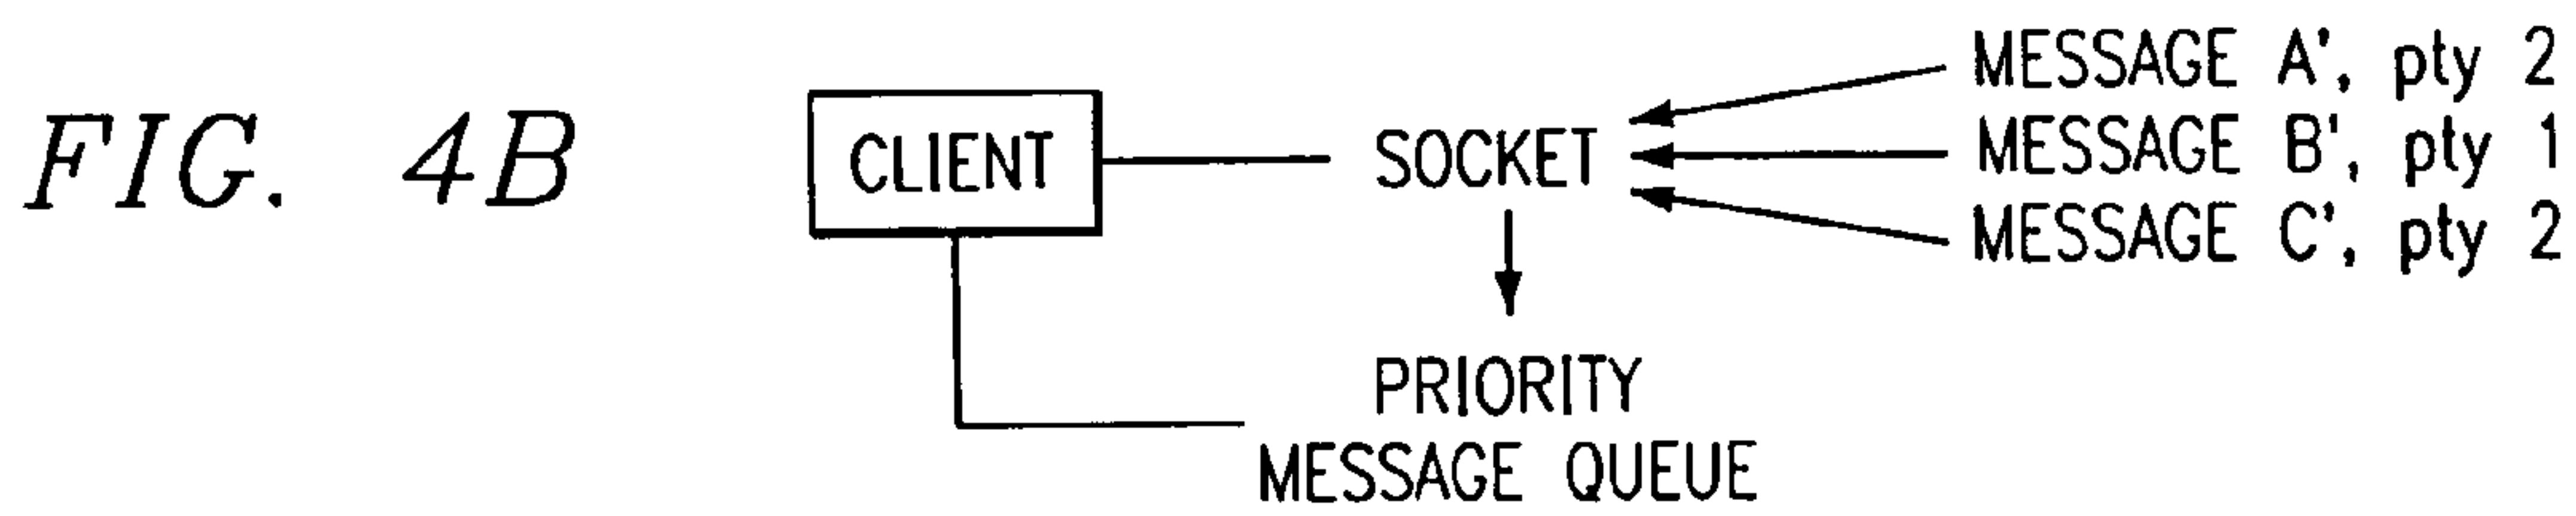 FIG. 4B
CLIENT
SOCKET
MESSAGE A', pty 2
MESSAGE B', pty 1
MESSAGE C', pty 2
PRIORITY
MESSAGE QUEUE